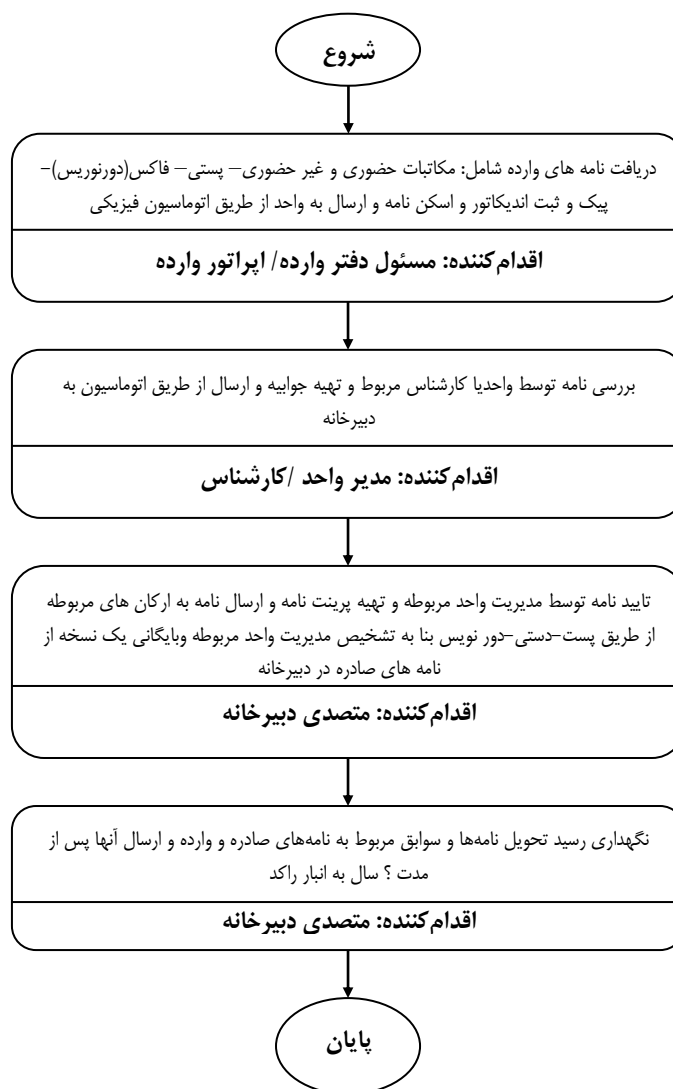 شروع
دریافت نامه های وارده شامل: مکاتبات حضوری و غیر حضوری– پستی– فاکس(دورنوریس)–
پیک و ثبت اندیکاتور و اسکن نامه و ارسال به واحد از طریق اتوماسیون فیزیکی
اقدام‌کننده: مسئول دفتر وارده/ اپراتور وارده
بررسی نامه توسط واحدیا کارشناس مربوط و تهیه جوابیه و ارسال از طریق اتوماسیون به
دبیرخانه
اقدام‌کننده: مدیر واحد /کارشناس
تایید نامه توسط مدیریت واحد مربوطه و تهیه پرینت نامه و ارسال نامه به ارکان های مربوطه
از طریق پست–دستی–دور نویس بنا به تشخیص مدیریت واحد مربوطه وبایگانی یک نسخه از
نامه های صادره در دبیرخانه
اقدام‌کننده: متصدی دبیرخانه
نگهداری رسید تحویل نامه‌ها و سوابق مربوط به نامه‌های صادره و وارده و ارسال آنها پس از
مدت ؟ سال به انبار راکد
اقدام‌کننده: متصدی دبیرخانه
پایان